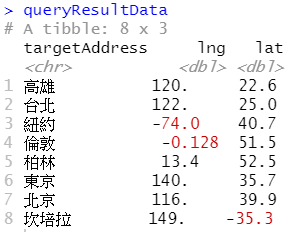 > queryResultData
# A tibble: 8 x 3
targetAddress lng lat
<chr> <dbl> <dbl>
1 高雄 120. 22.6
2 台北 122. 25.0
3 紐約 -74.0 40.7
4 倫敦 -0.128 51.5
5 柏林 13.4 52.5
6 東京 140. 35.7
7 北京 116. 39.9
8 坎培拉 149. -35.3